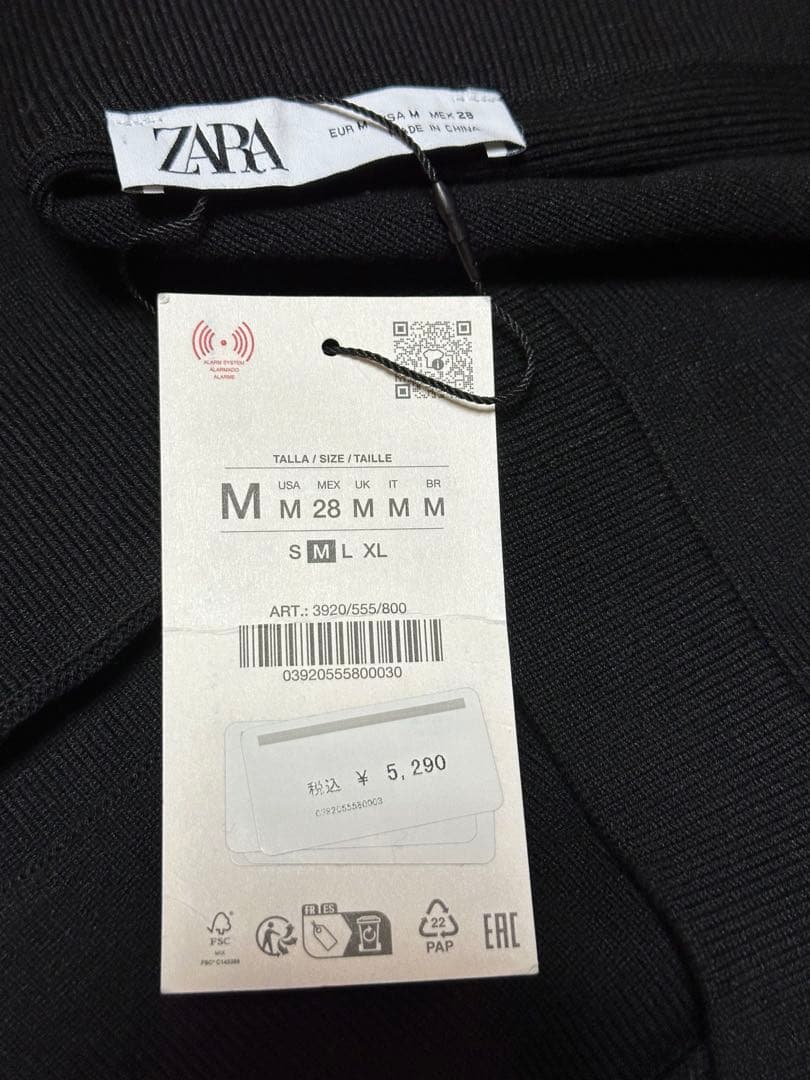 ZARA
EUR M USA M MEX 28
MADE IN CHINA
ALARM SYSTEM
ALARMADO
ALARME
TALLA / SIZE / TAILLE
USA MEX UK IT BR
M M 28 M M M
S M L XL
ART.: 3920/555/800
03920555800030
税込 ¥ 5,290
FR ES
FSC
MIX
22
PAP
EAC